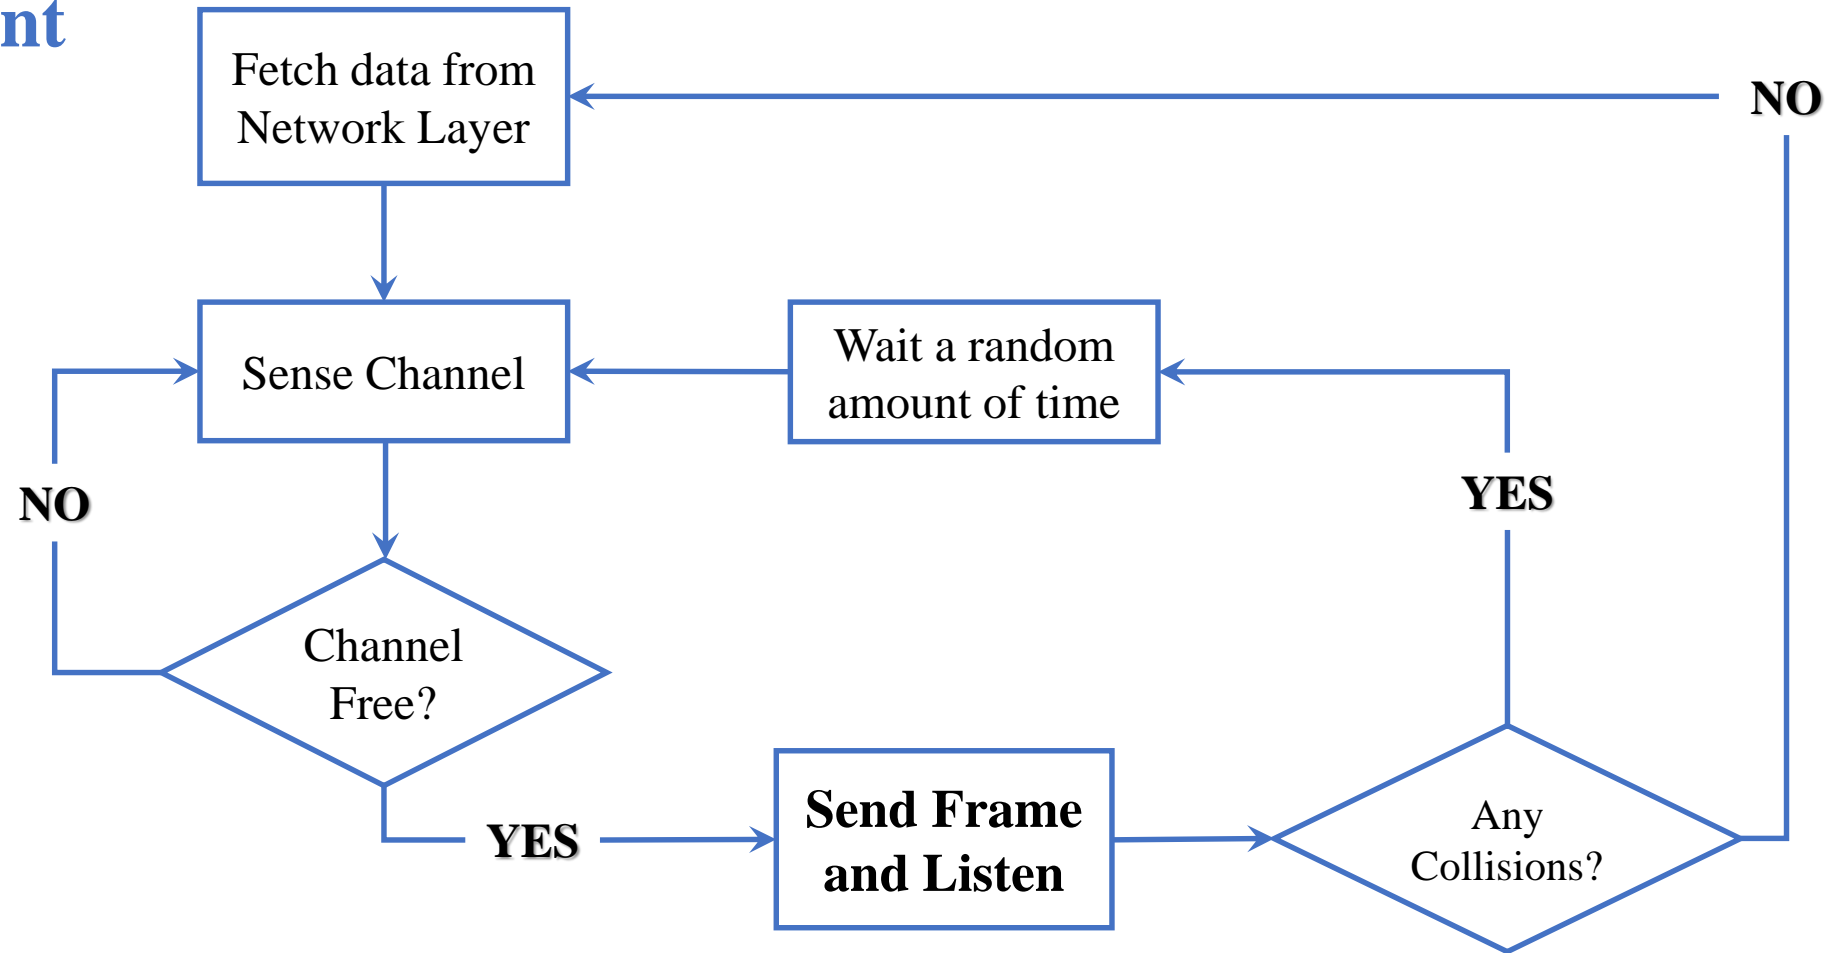 nt
Fetch data from
Network Layer
NO
Sense Channel
Wait a random
amount of time
NO
YES
Channel
Free?
YES
Send Frame
and Listen
Any
Collisions?